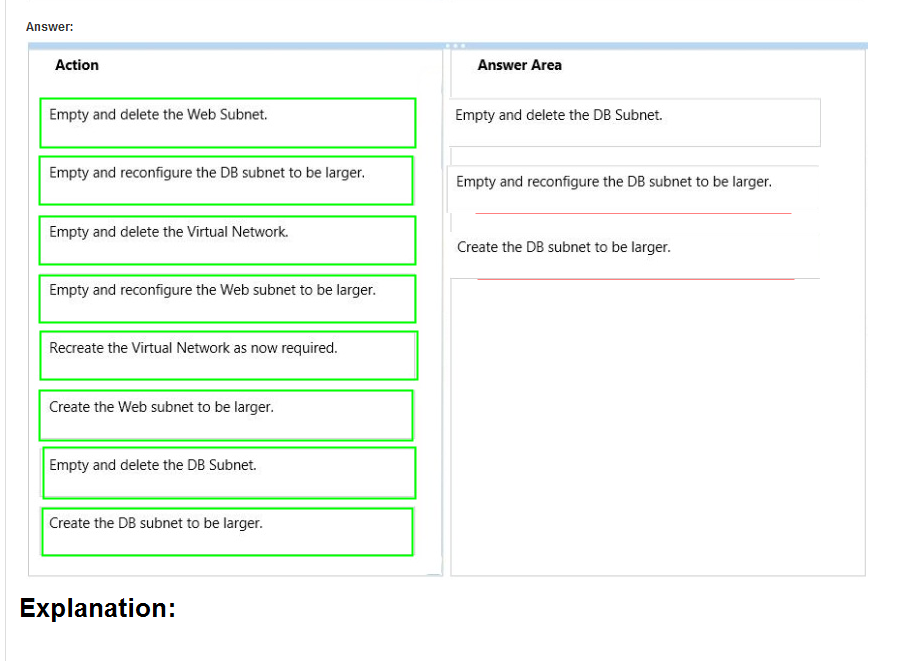 Answer:
Action
Empty and delete the Web Subnet.
Empty and reconfigure the DB subnet to be larger.
Empty and delete the Virtual Network.
Empty and reconfigure the Web subnet to be larger.
Recreate the Virtual Network as now required.
Create the Web subnet to be larger.
Empty and delete the DB Subnet.
Create the DB subnet to be larger.
Answer Area
Empty and delete the DB Subnet.
Empty and reconfigure the DB subnet to be larger.
Create the DB subnet to be larger.
Explanation: